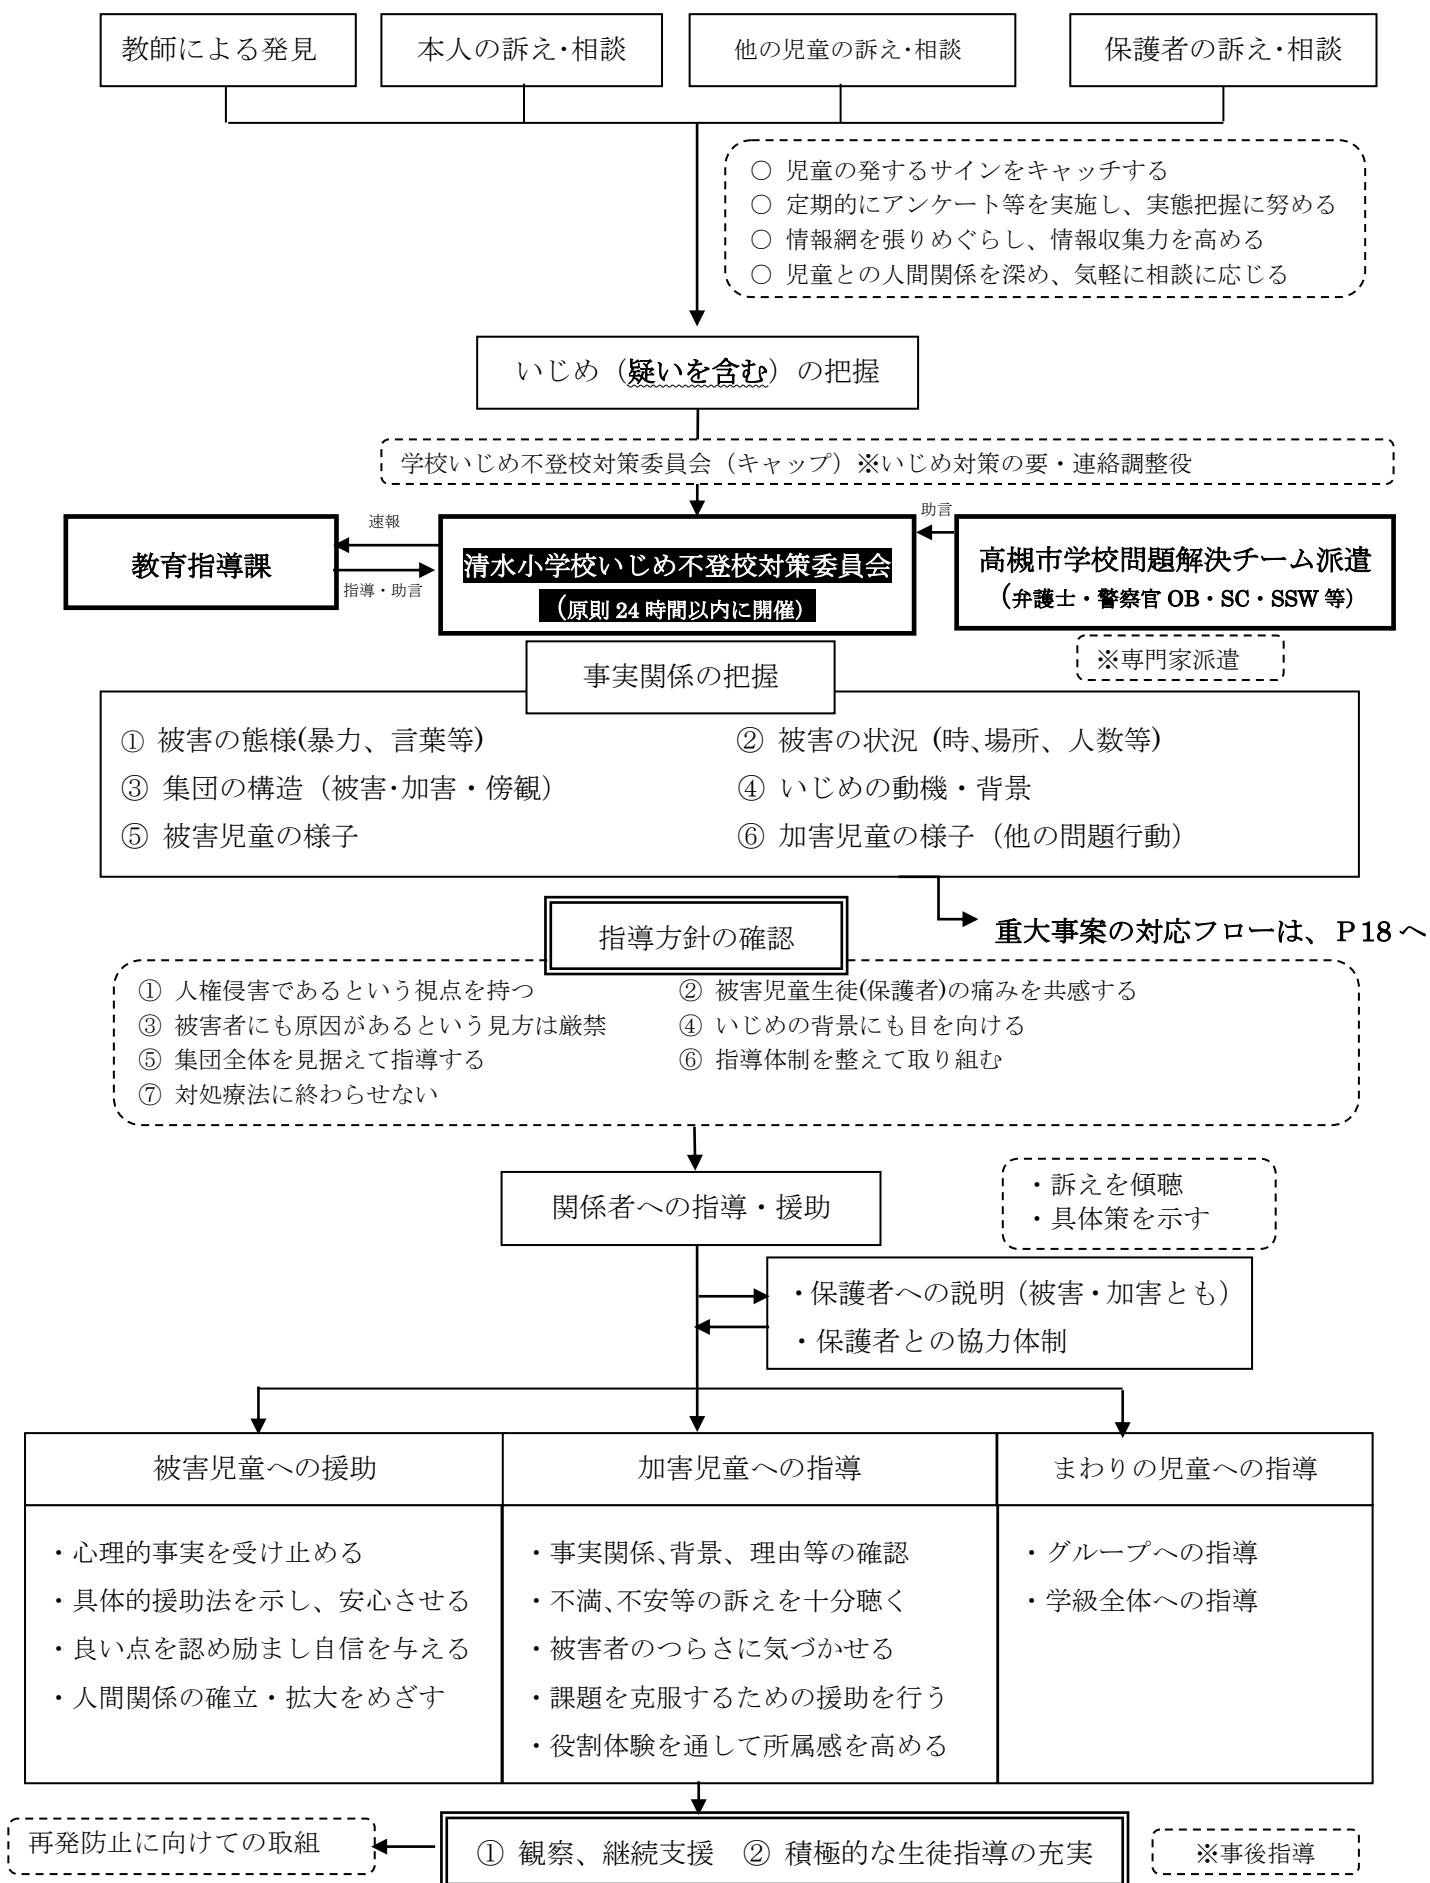 教師による発見
本人の訴え・相談
他の児童の訴え・相談
保護者の訴え・相談
○ 児童の発するサインをキャッチする
○ 定期的にアンケート等を実施し、実態把握に努める
○ 情報網を張りめぐらし、情報収集力を高める
○ 児童との人間関係を深め、気軽に相談に応じる
いじめ（疑いを含む）の把握
学校いじめ不登校対策委員会（キャップ）※いじめ対策の要・連絡調整役
教育指導課
速報
指導・助言
清水小学校いじめ不登校対策委員会
（原則 24 時間以内に開催）
助言
高槻市学校問題解決チーム派遣
（弁護士・警察官 OB・SC・SSW 等）
※専門家派遣
事実関係の把握
① 被害の態様(暴力、言葉等)
② 被害の状況 (時、場所、人数等)
③ 集団の構造（被害・加害・傍観）
④ いじめの動機・背景
⑤ 被害児童の様子
⑥ 加害児童の様子（他の問題行動）
重大事案の対応フローは、Ｐ18 へ
指導方針の確認
① 人権侵害であるという視点を持つ
② 被害児童生徒(保護者)の痛みを共感する
③ 被害者にも原因があるという見方は厳禁
④ いじめの背景にも目を向ける
⑤ 集団全体を見据えて指導する
⑥ 指導体制を整えて取り組む
⑦ 対処療法に終わらせない
関係者への指導・援助
・訴えを傾聴
・具体策を示す
・保護者への説明（被害・加害とも）
・保護者との協力体制
被害児童への援助
・心理的事実を受け止める
・具体的援助法を示し、安心させる
・良い点を認め励まし自信を与える
・人間関係の確立・拡大をめざす
加害児童への指導
・事実関係、背景、理由等の確認
・不満、不安等の訴えを十分聴く
・被害者のつらさに気づかせる
・課題を克服するための援助を行う
・役割体験を通して所属感を高める
まわりの児童への指導
・グループへの指導
・学級全体への指導
再発防止に向けての取組
① 観察、継続支援 ② 積極的な生徒指導の充実
※事後指導